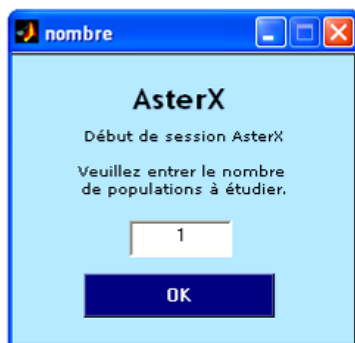 nombre
AsterX
Début de session AsterX
Veuillez entrer le nombre
de populations à étudier.
1
OK